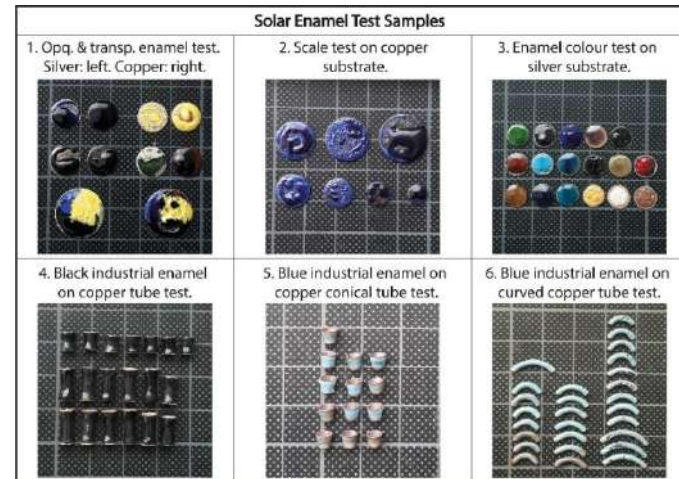 Solar Enamel Test Samples
1. Opq. & transp. enamel test.
Silver: left. Copper: right.
2. Scale test on copper
substrate.
3. Enamel colour test on
silver substrate.
4. Black industrial enamel
on copper tube test.
5. Blue industrial enamel on
copper conical tube test.
6. Blue industrial enamel on
curved copper tube test.